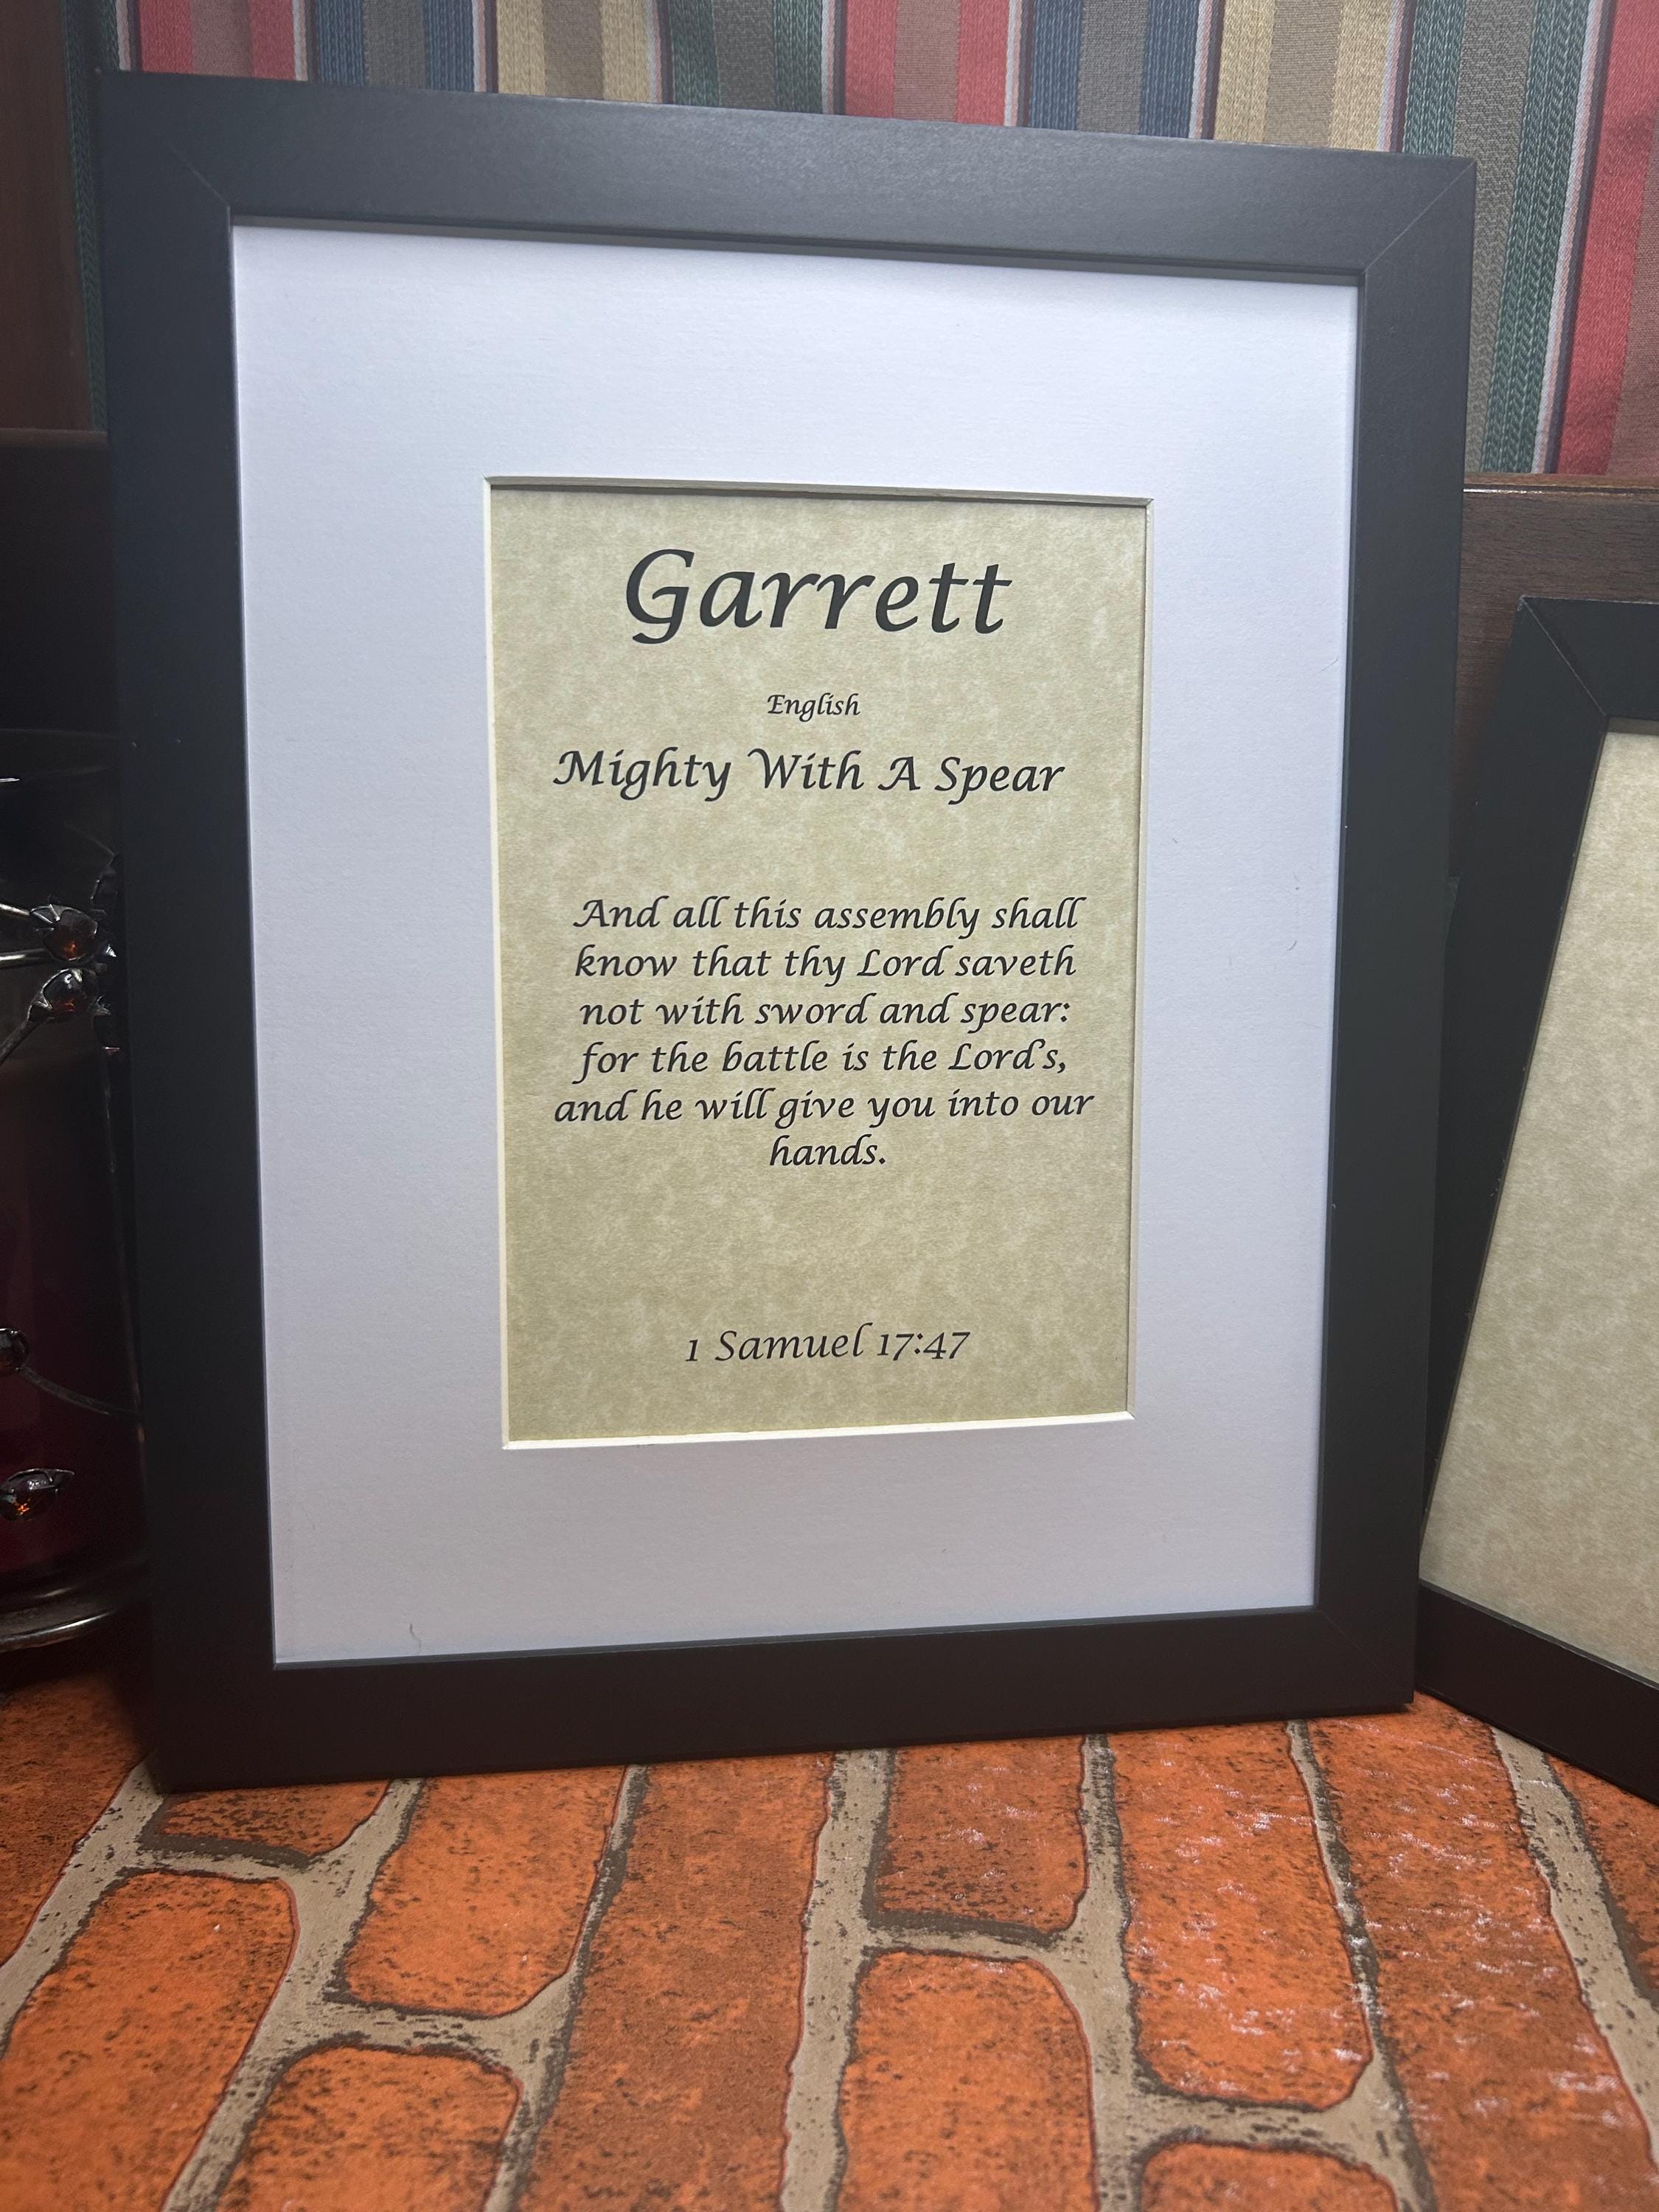 Garrett
English
Mighty With A Spear
And all this assembly shall
know that thy Lord saveth
not with sword and spear:
for the battle is the Lord's,
and he will give you into our
hands.
1 Samuel 17:47